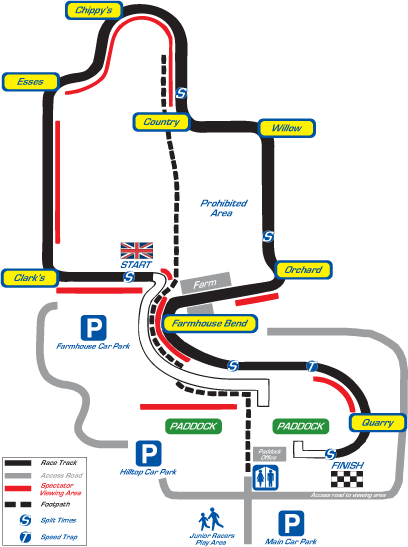 Chippy's
Esses
S
Country
Willow
Prohibited
Area
S
START
Clark's
S
Orchard
Farm
Farmhouse Bend
P
Farmhouse Car Park
S
T
PADDOCK
PADDOCK
Quarry
P
Hilltop Car Park
Paddock
Office
S
FINISH
Access road to viewing area
Race Track
Access Road
Spectator
Viewing Area
Footpath
S Split Times
T Speed Trap
Junior Racers
Play Area
P
Main Car Park